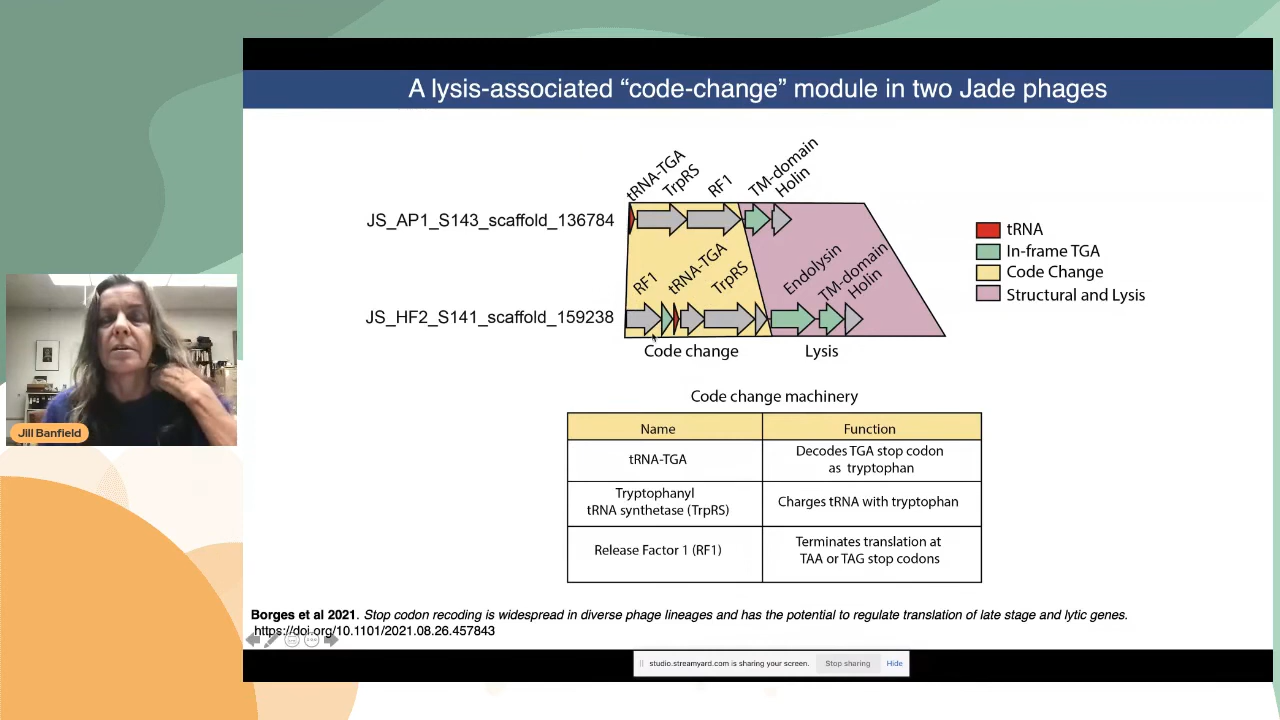 A lysis-associated “code-change” module in two Jade phages
tRNA-TGA
TrpRS
RF1
TM-domain
Holin
JS_AP1_S143_scaffold_136784
RF1
tRNA-TGA
TrpRS
Endolysin
TM-domain
Holin
JS_HF2_S141_scaffold_159238
Code change
Lysis
tRNA
In-frame TGA
Code Change
Structural and Lysis
Jill Banfield
Code change machinery
Name
Function
tRNA-TGA
Decodes TGA stop codon
as tryptophan
Tryptophanyl
tRNA synthetase (TrpRS)
Charges tRNA with tryptophan
Release Factor 1 (RF1)
Terminates translation at
TAA or TAG stop codons
Borges et al 2021. Stop codon recoding is widespread in diverse phage lineages and has the potential to regulate translation of late stage and lytic genes.
https://doi.org/10.1101/2021.08.26.457843
studio.streamyard.com is sharing your screen.
Stop sharing
Hide